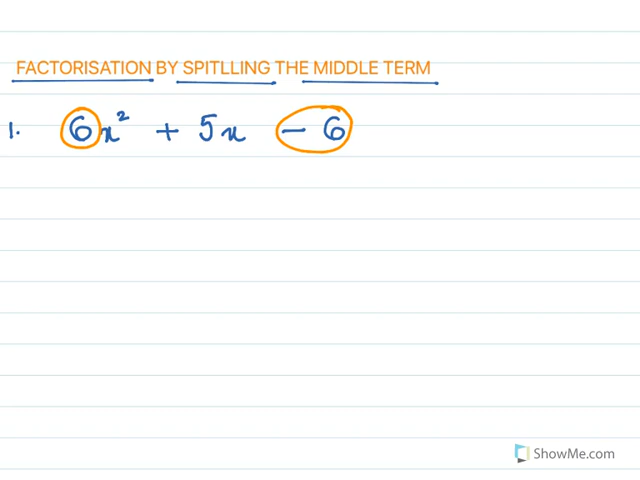 FACTORISATION BY SPITLLING THE MIDDLE TERM
1. 6x² + 5x - 6
ShowMe.com